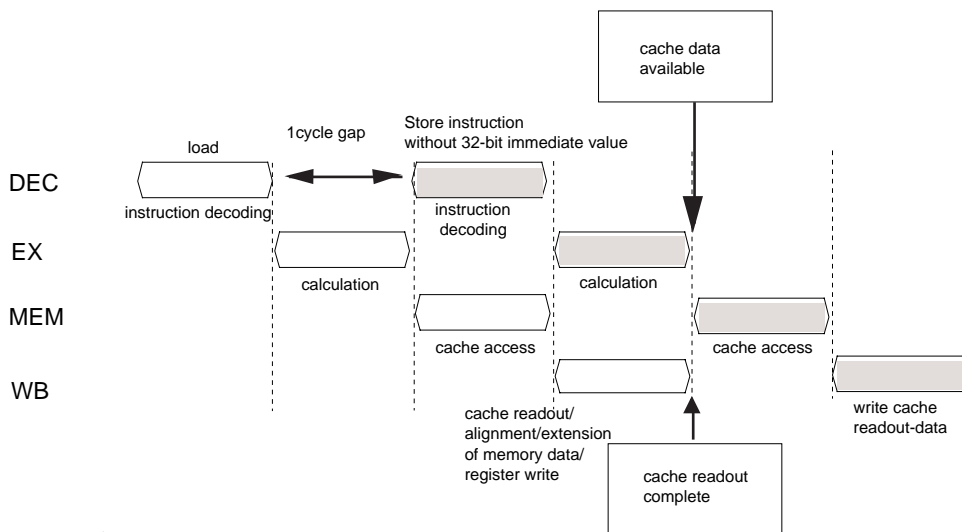 cache data
available
Store instruction
without 32-bit immediate value
1cycle gap
load
DEC
instruction decoding
instruction
decoding
EX
calculation
calculation
MEM
cache access
cache access
WB
cache readout/
alignment/extension
of memory data/
register write
write cache
readout-data
cache readout
complete